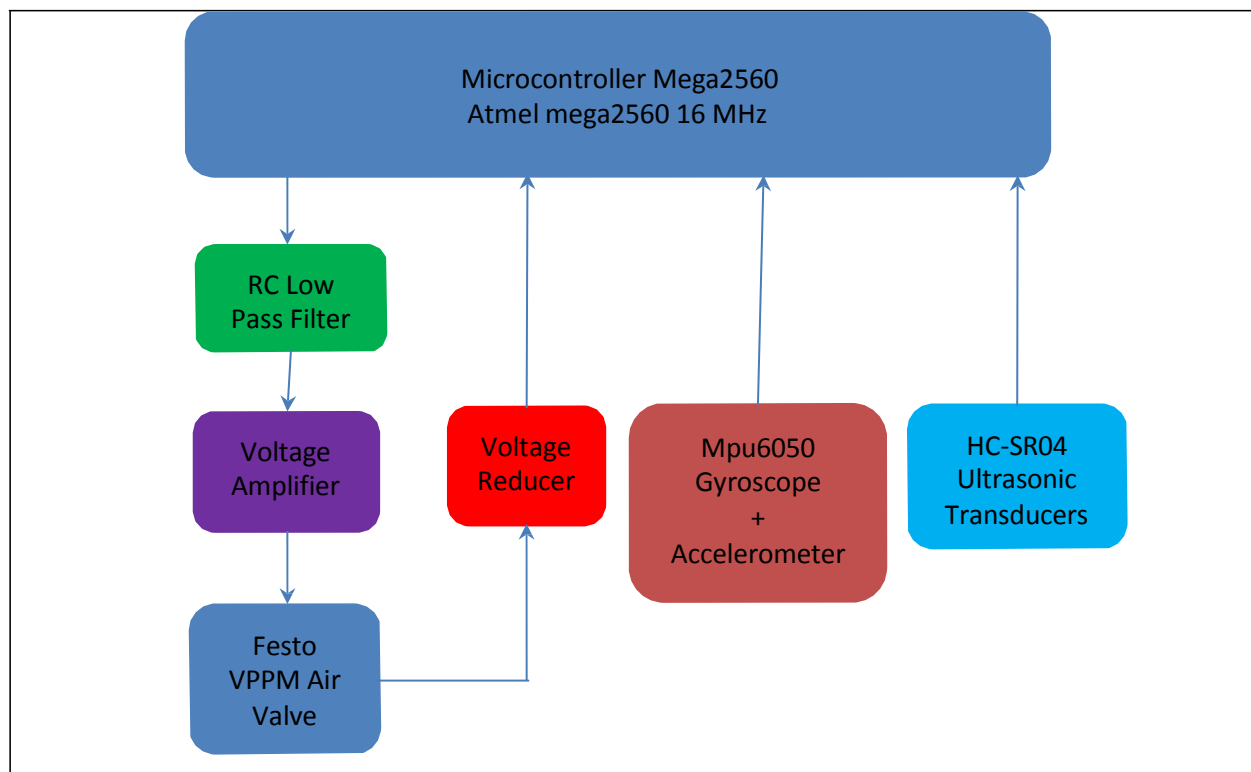 Microcontroller Mega2560
Atmel mega2560 16 MHz
RC Low
Pass Filter
Voltage
Amplifier
Voltage
Reducer
Mpu6050
Gyroscope
+
Accelerometer
HC-SR04
Ultrasonic
Transducers
Festo
VPPM Air
Valve